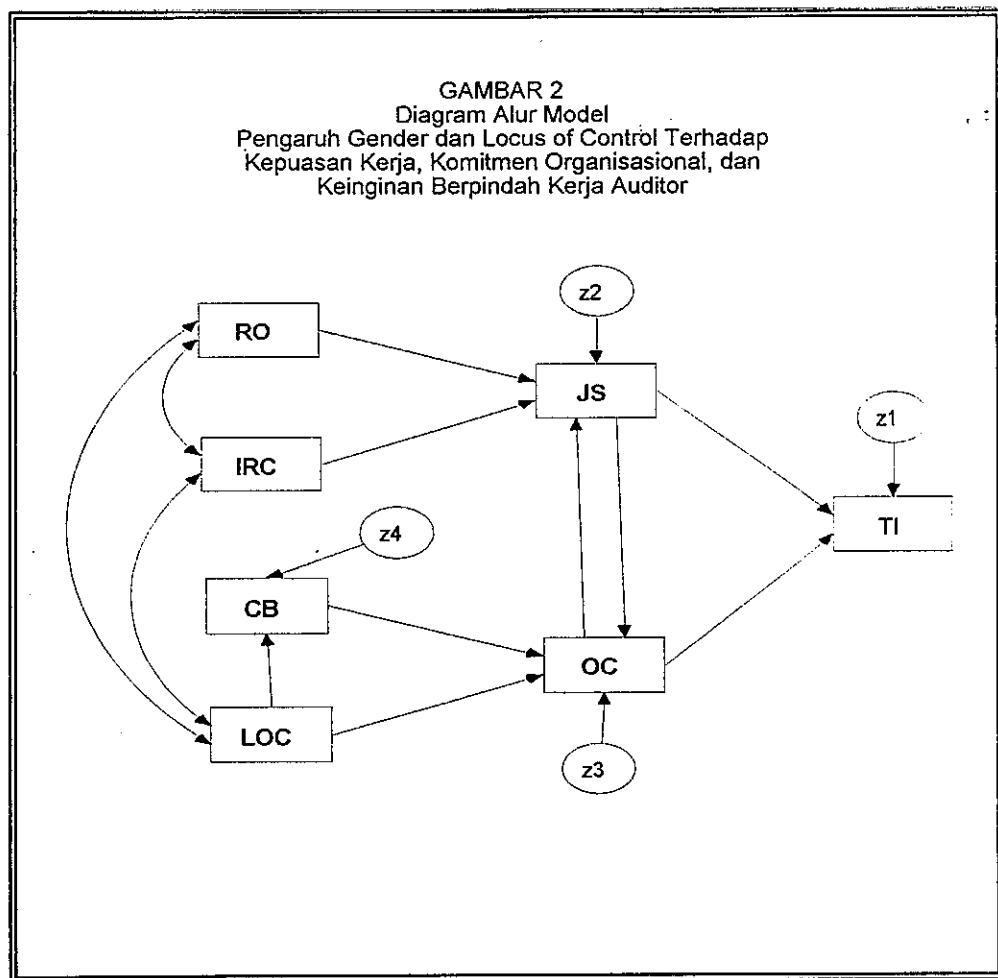 GAMBAR 2
Diagram Alur Model
Pengaruh Gender dan Locus of Control Terhadap
Kepuasan Kerja, Komitmen Organisasional, dan
Keinginan Berpindah Kerja Auditor
z2
RO
JS
z1
IRC
TI
z4
CB
OC
LOC
z3